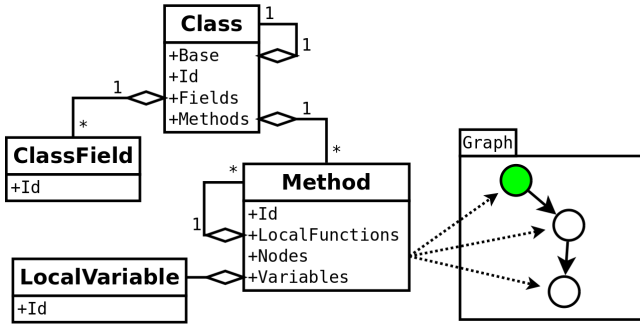 Class
+Base
+Id
+Fields
+Methods
1
1
1
*
1
*
ClassField
+Id
Method
+Id
+LocalFunctions
+Nodes
+Variables
*
1
LocalVariable
+Id
Graph